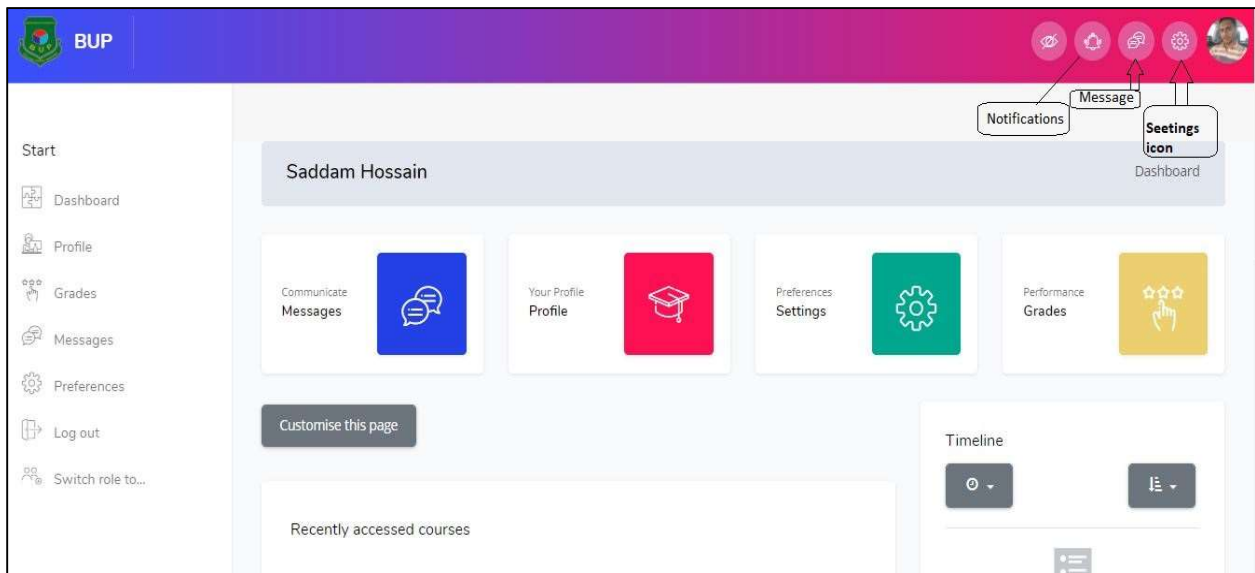 BUP
Notifications
Message
Seetings
icon
Start
Dashboard
Profile
Grades
Messages
Preferences
Log out
Switch role to...
Saddam Hossain
Dashboard
Communicate
Messages
Your Profile
Profile
Preferences
Settings
Performance
Grades
Customise this page
Recently accessed courses
Timeline